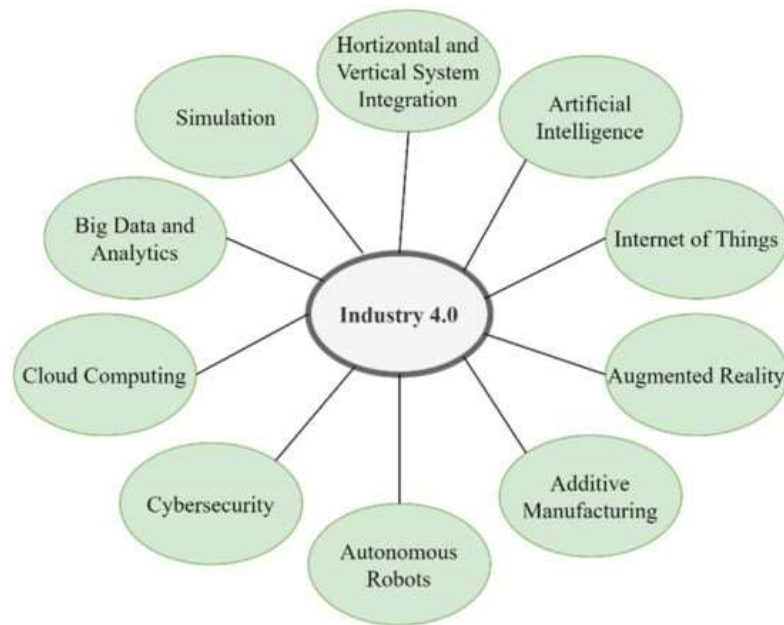 Hortizontal and
Vertical System
Integration
Artificial
Intelligence
Simulation
Internet of Things
Big Data and
Analytics
Industry 4.0
Augmented Reality
Cloud Computing
Additive
Manufacturing
Cybersecurity
Autonomous
Robots